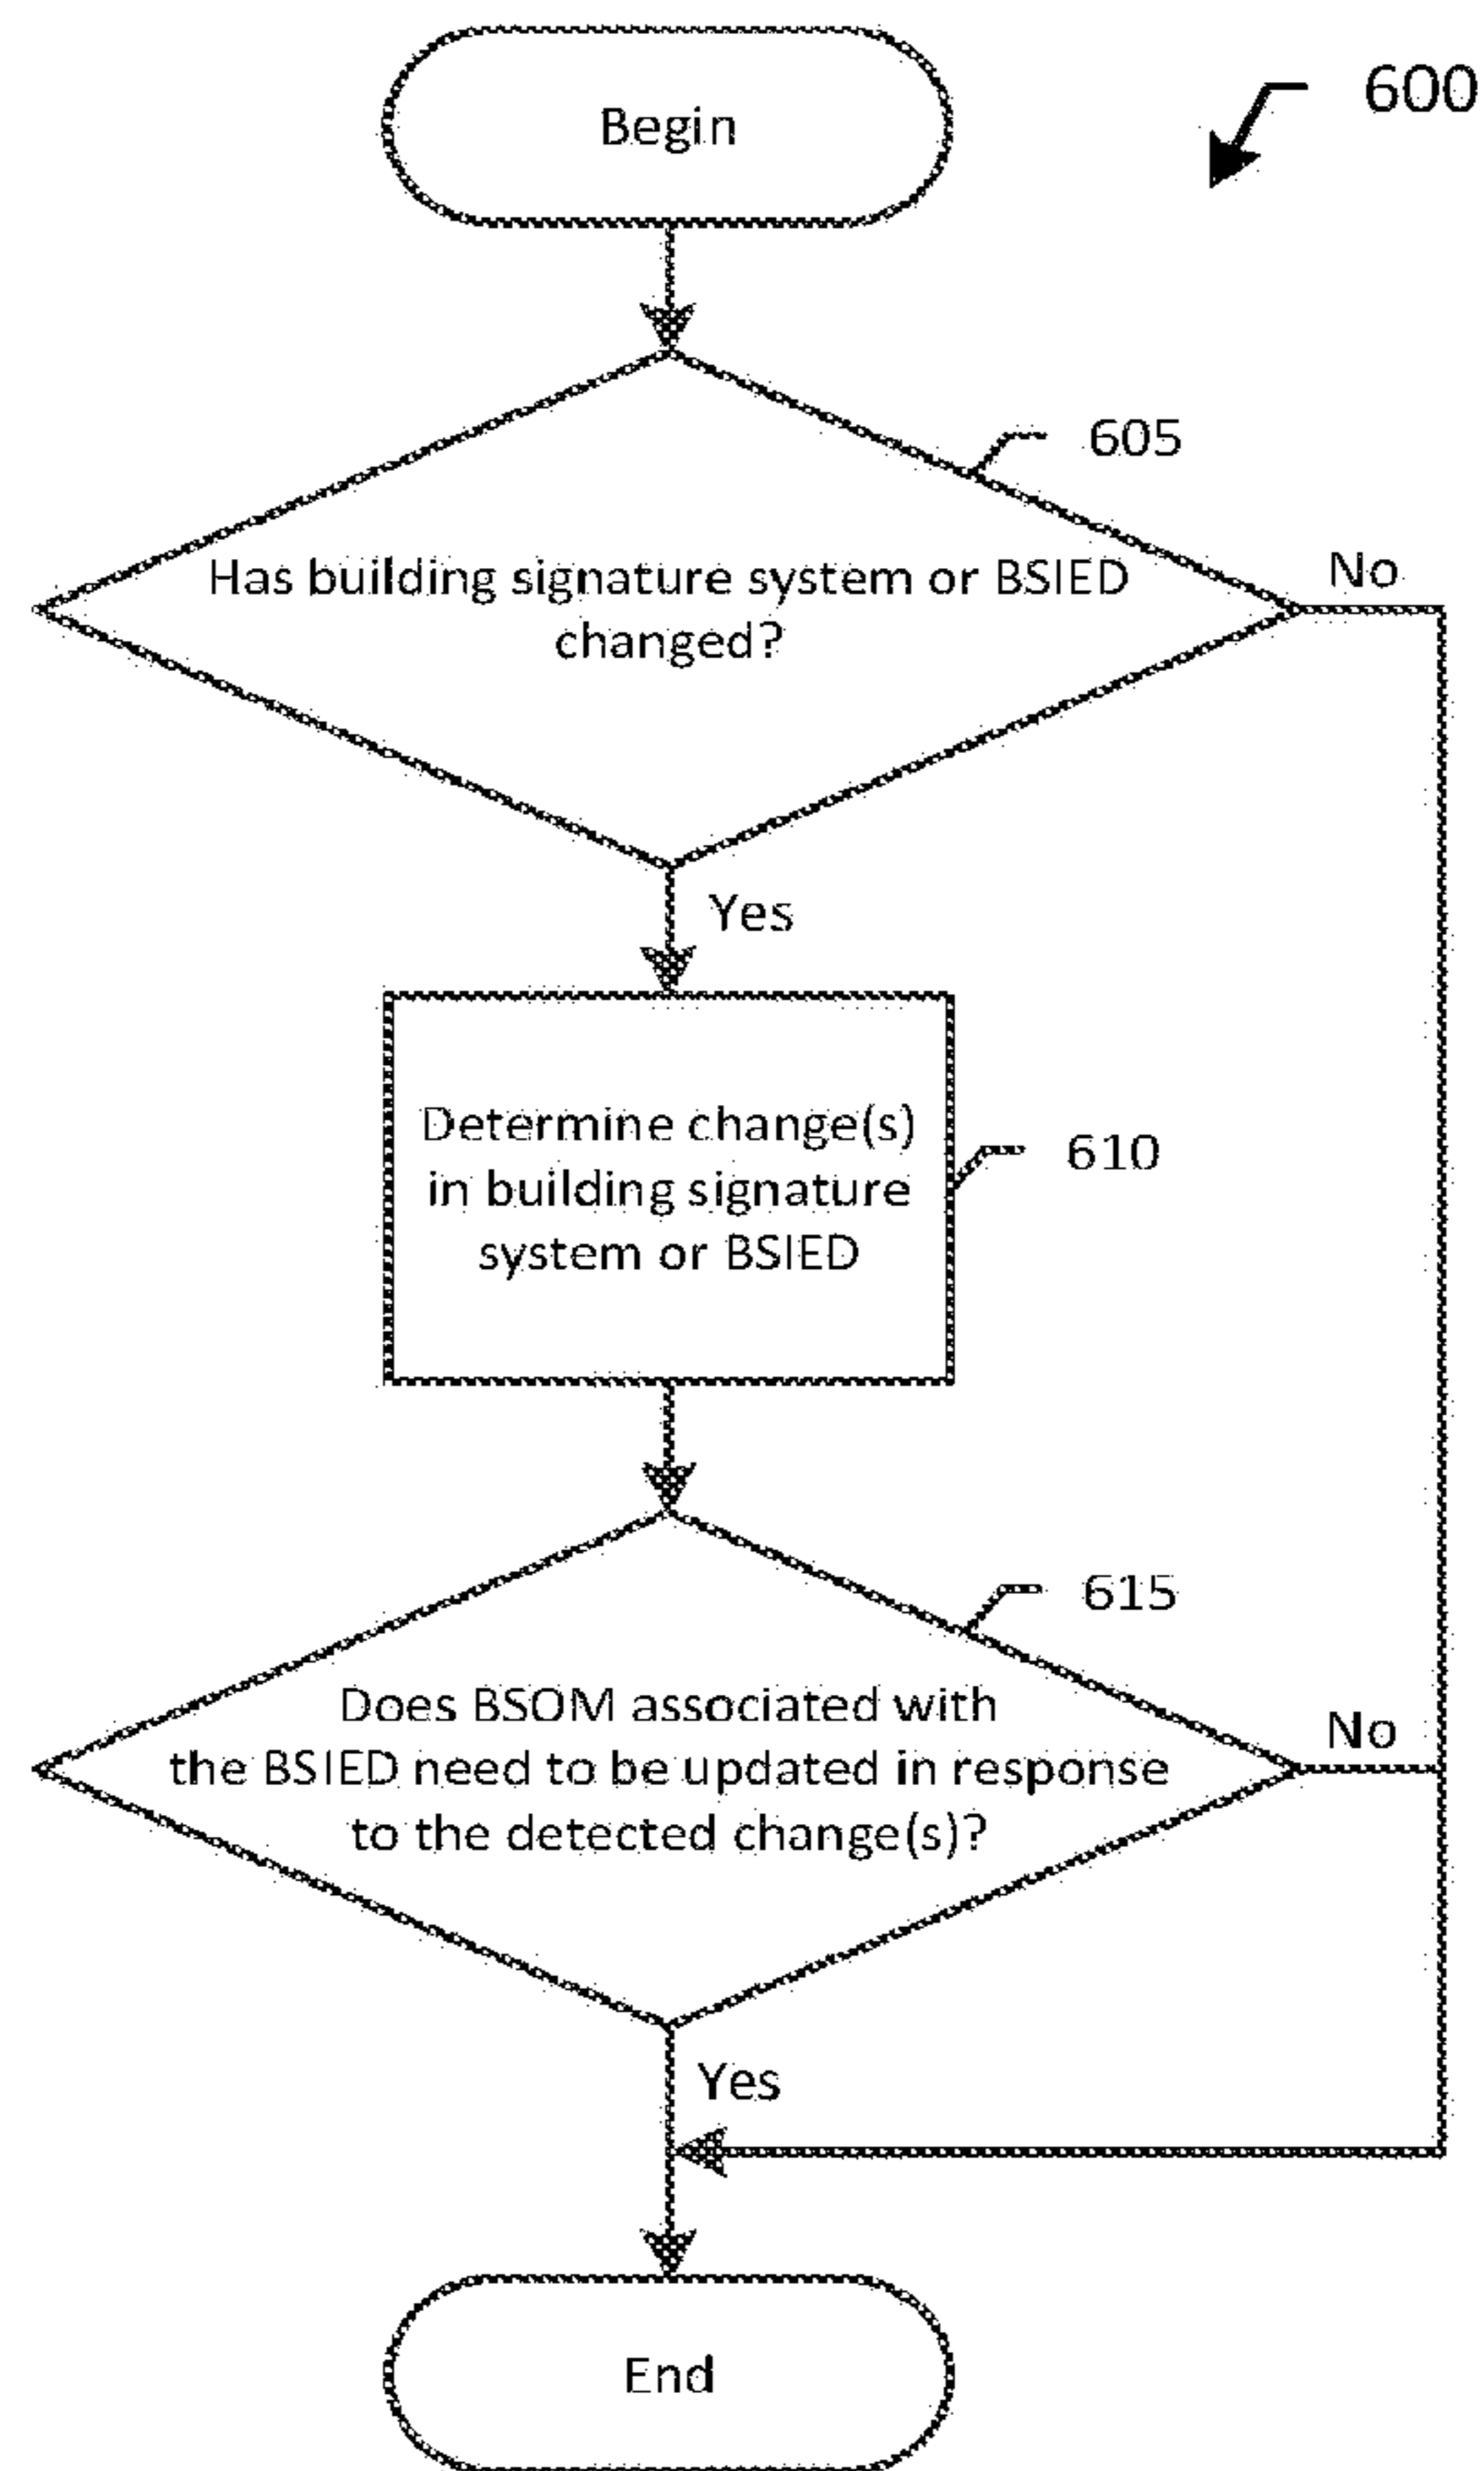 600
Begin
605
Has building signature system or BSIED
changed?
No
Yes
Determine change(s)
in building signature
system or BSIED
610
615
Does BSOM associated with
the BSIED need to be updated in response
to the detected change(s)?
No
Yes
End